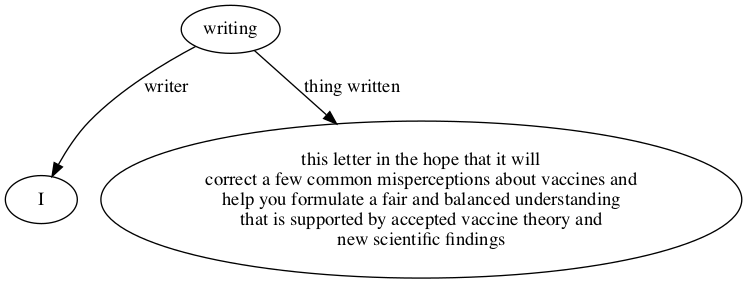 writing
writer
thing written
I
this letter in the hope that it will
correct a few common misperceptions about vaccines and
help you formulate a fair and balanced understanding
that is supported by accepted vaccine theory and
new scientific findings